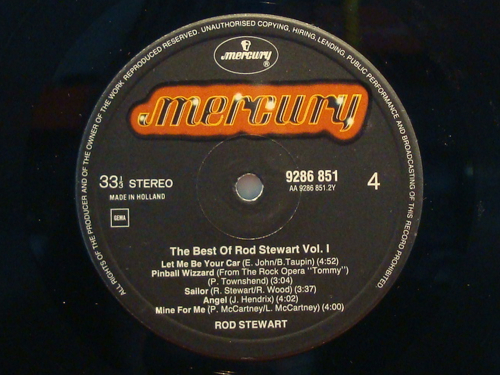 ALL RIGHTS OF THE PRODUCER AND OF THE OWNER OF THE WORK REPRODUCED RESERVED. UNAUTHORISED COPYING, HIRING, LENDING, PUBLIC PERFORMANCE AND BROADCASTING OF THIS RECORD PROHIBITED.
mercury
®
mercury
33⅓ STEREO
MADE IN HOLLAND
GEMA
9286 851
AA 9286 851.2Y
4
The Best Of Rod Stewart Vol. I
Let Me Be Your Car (E. John/B.Taupin) (4:52)
Pinball Wizzard (From The Rock Opera "Tommy")
(P. Townshend) (3:04)
Sailor (R. Stewart/R. Wood) (3:37)
Angel (J. Hendrix) (4:02)
Mine For Me (P. McCartney/L. McCartney) (4:00)
ROD STEWART